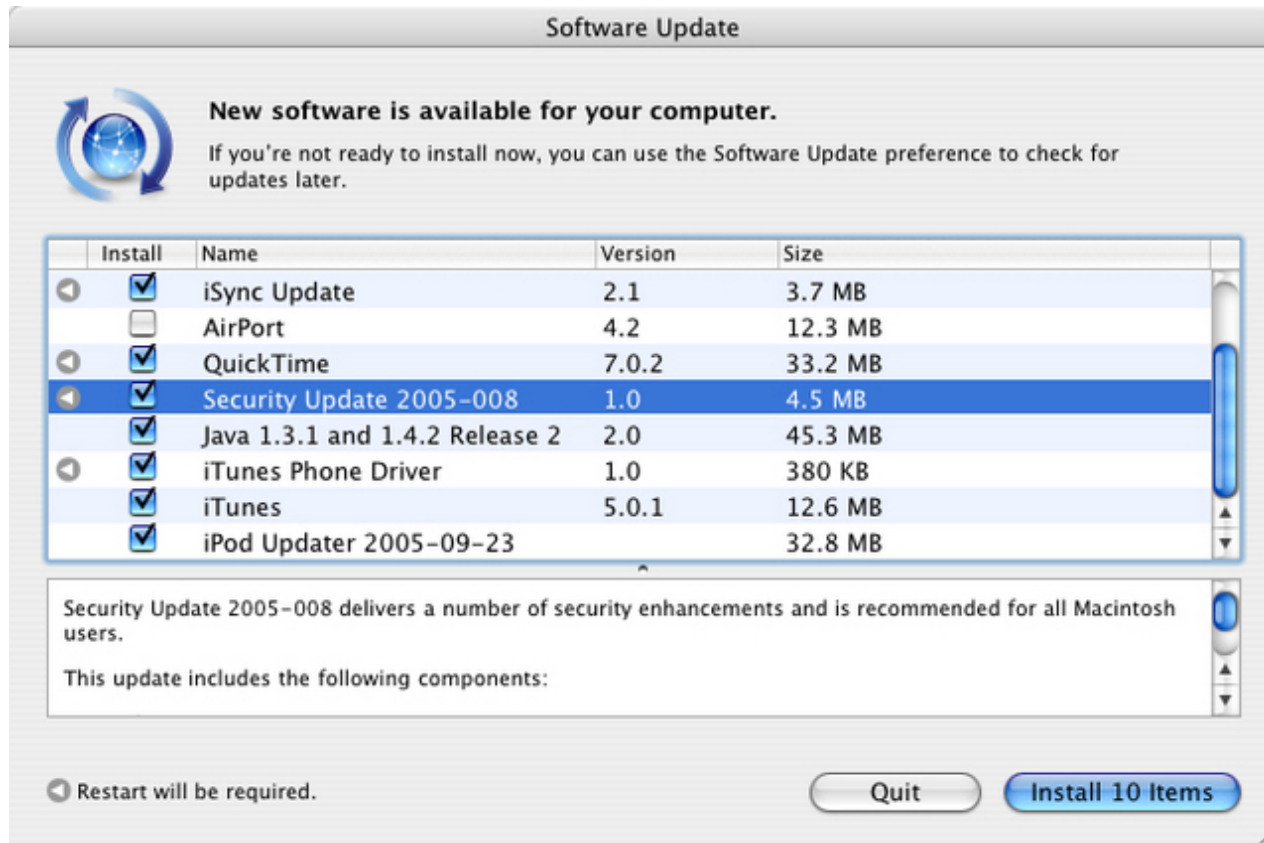 Software Update
New software is available for your computer.
If you're not ready to install now, you can use the Software Update preference to check for
updates later.
Install Name Version Size
iSync Update 2.1 3.7 MB
AirPort 4.2 12.3 MB
QuickTime 7.0.2 33.2 MB
Security Update 2005-008 1.0 4.5 MB
Java 1.3.1 and 1.4.2 Release 2 2.0 45.3 MB
iTunes Phone Driver 1.0 380 KB
iTunes 5.0.1 12.6 MB
iPod Updater 2005-09-23 32.8 MB
Security Update 2005-008 delivers a number of security enhancements and is recommended for all Macintosh
users.
This update includes the following components:
Restart will be required.
Quit
Install 10 Items